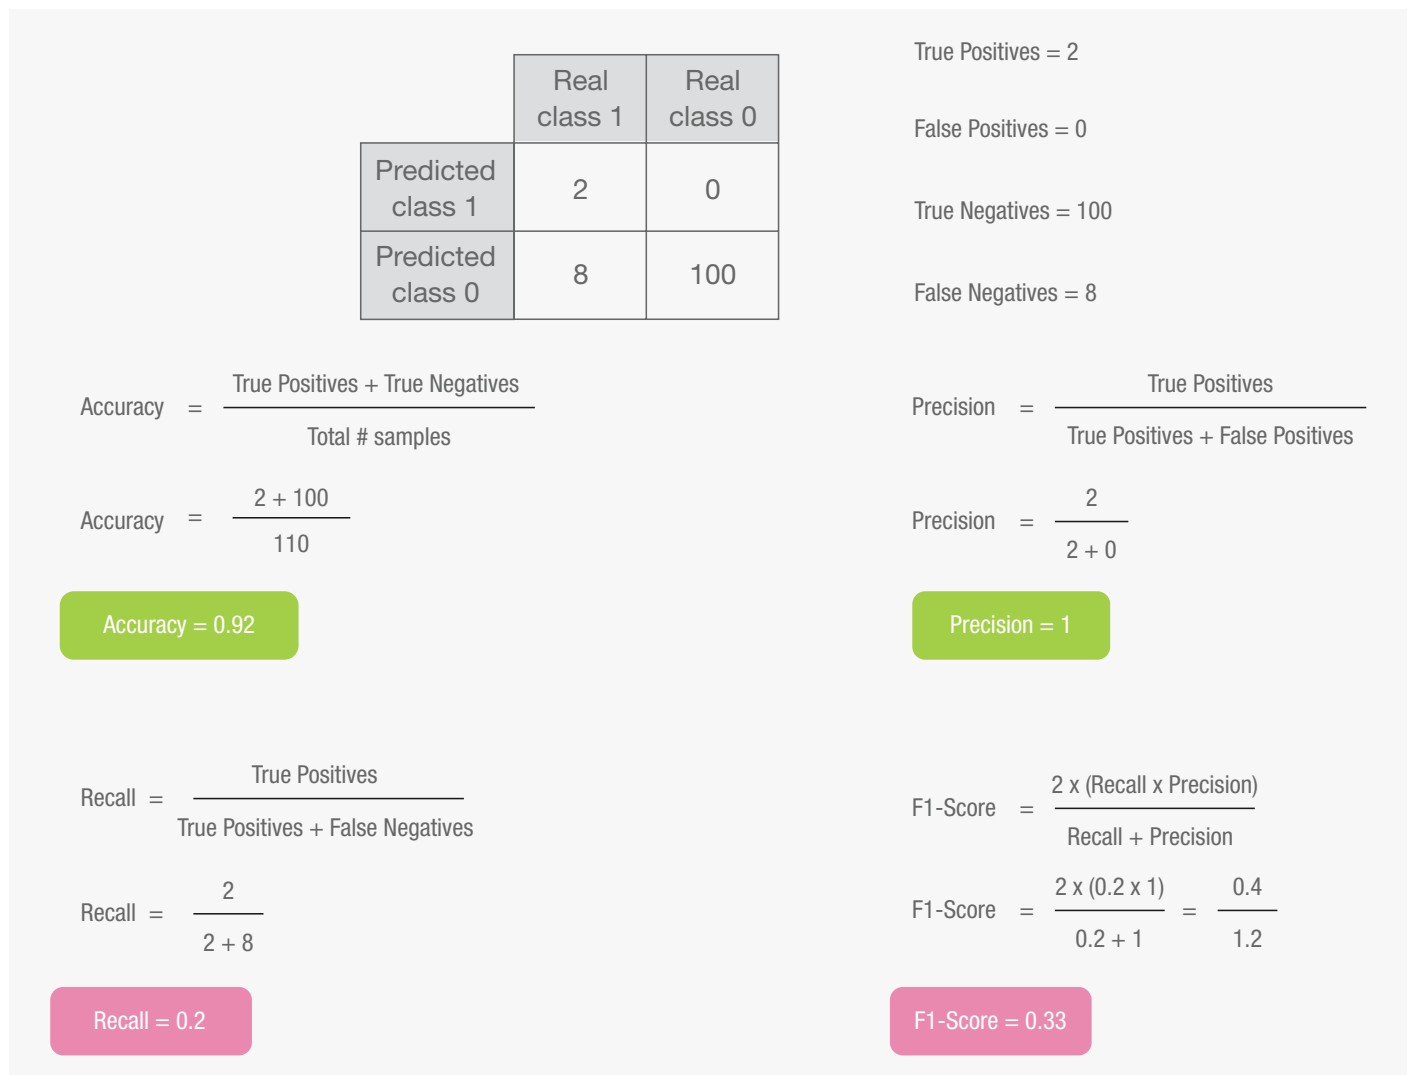 True Positives = 2
Real class 1
Real class 0
False Positives = 0
Predicted class 1
2
0
True Negatives = 100
Predicted class 0
8
100
False Negatives = 8
Accuracy =
True Positives + True Negatives
Total # samples
Precision =
True Positives
True Positives + False Positives
Accuracy =
2 + 100
110
Precision =
2
2 + 0
Accuracy = 0.92
Precision = 1
Recall =
True Positives
True Positives + False Negatives
F1-Score =
2 x (Recall x Precision)
Recall + Precision
Recall =
2
2 + 8
F1-Score =
2 x (0.2 x 1)
0.2 + 1
=
0.4
1.2
Recall = 0.2
F1-Score = 0.33